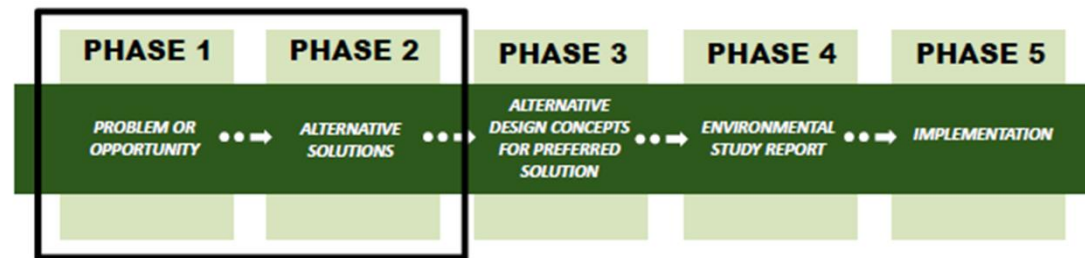 PHASE 1
PHASE 2
PHASE 3
PHASE 4
PHASE 5
PROBLEM OR
OPPORTUNITY
ALTERNATIVE
SOLUTIONS
ALTERNATIVE
DESIGN CONCEPTS
FOR PREFERRED
SOLUTION
ENVIRONMENTAL
STUDY REPORT
IMPLEMENTATION